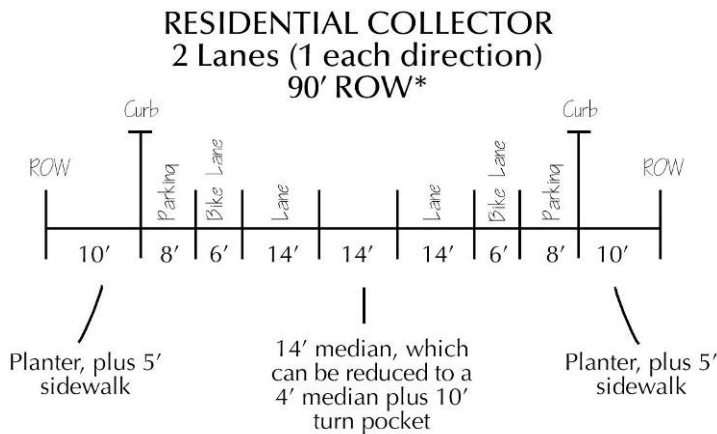 RESIDENTIAL COLLECTOR
2 Lanes (1 each direction)
90' ROW*
Curb
Curb
ROW
Parking
Bike Lane
Lane
Lane
Bike Lane
Parking
ROW
10' 8' 6' 14' 14' 14' 6' 8' 10'
Planter, plus 5'
sidewalk
14' median, which
can be reduced to a
4' median plus 10'
turn pocket
Planter, plus 5'
sidewalk